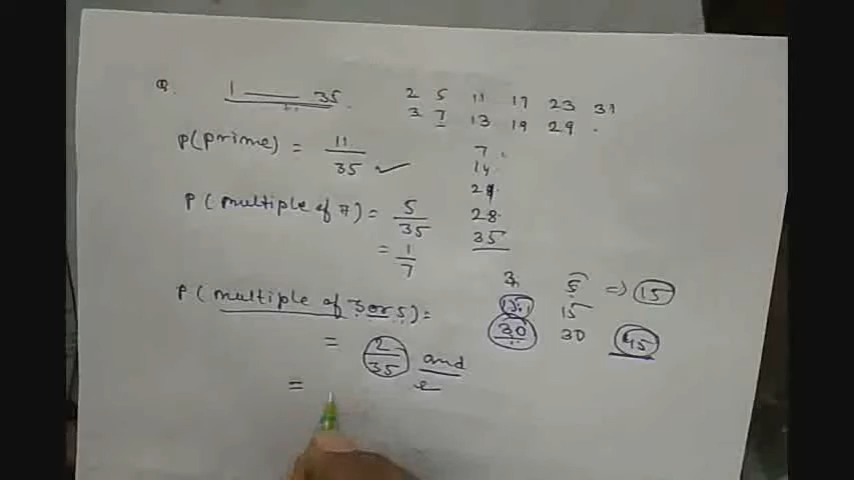 Q. 1 — 35 2 5 11 17 23 31
3 7 13 19 29 .
P(prime) = 11/35 ✓
7
14
21
28
35
P(multiple of 7) = 5/35
= 1/7
P(multiple of 3 or 5) =
3 5 ⇒ 15
15 15
30 30 45
= 2/35 and
=